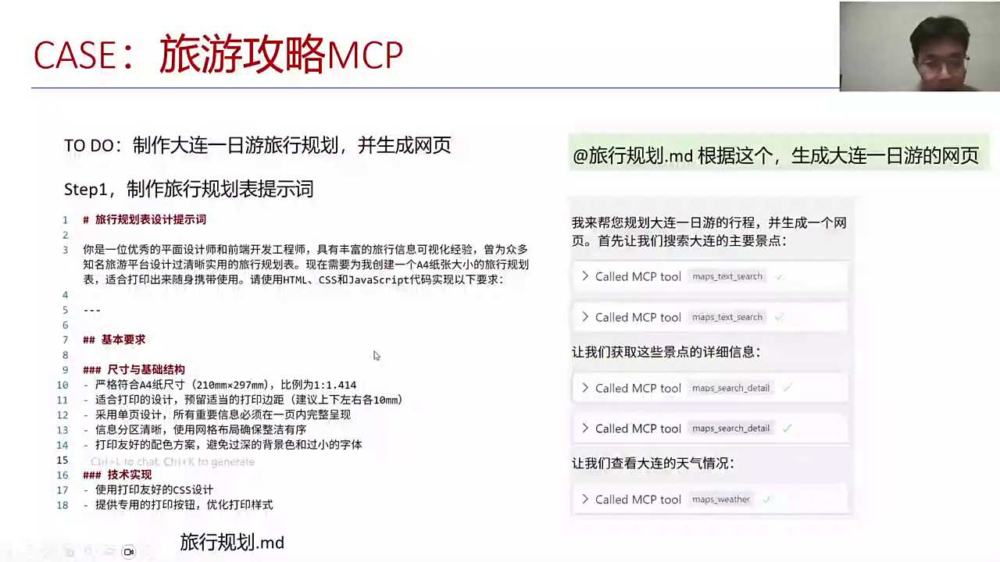 CASE：旅游攻略MCP
TO DO：制作大连一日游旅行规划，并生成网页
Step1，制作旅行规划表提示词
1 # 旅行规划表设计提示词
2
3 你是一位优秀的平面设计师和前端开发工程师，具有丰富的旅行信息可视化经验，曾为众多
知名旅游平台设计过清晰实用的旅行规划表。现在需要为我创建一个A4纸张大小的旅行规划
表，适合打印出来随身携带使用。请使用HTML、CSS和JavaScript代码实现以下要求：
4
5 ---
6
7 ## 基本要求
8
9 ### 尺寸与基础结构
10 - 严格符合A4纸尺寸（210mm×297mm），比例为1:1.414
11 - 适合打印的设计，预留适当的打印边距（建议上下左右各10mm）
12 - 采用单页设计，所有重要信息必须在一页内完整呈现
13 - 信息分区清晰，使用网格布局确保整洁有序
14 - 打印友好的配色方案，避免过深的背景色和过小的字体
15 Ctrl+L to chat, Ctrl+K to generate
16 ### 技术实现
17 - 使用打印友好的CSS设计
18 - 提供专用的打印按钮，优化打印样式
旅行规划.md
@旅行规划.md 根据这个，生成大连一日游的网页
我来帮您规划大连一日游的行程，并生成一个网
页。首先让我们搜索大连的主要景点：
Called MCP tool maps_text_search
Called MCP tool maps_text_search
让我们获取这些景点的详细信息：
Called MCP tool maps_search_detail
Called MCP tool maps_search_detail
让我们查看大连的天气情况：
Called MCP tool maps_weather